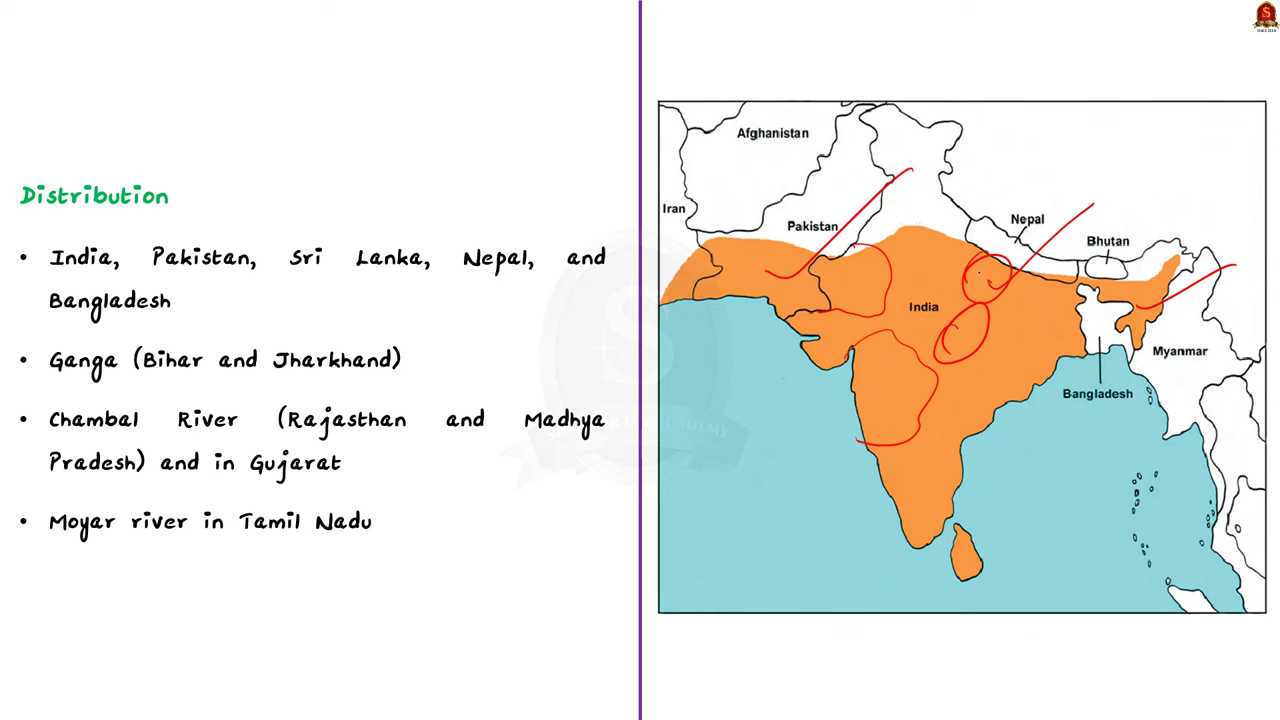 Distribution
• India, Pakistan, Sri Lanka, Nepal, and
Bangladesh
• Ganga (Bihar and Jharkhand)
• Chambal River (Rajasthan and Madhya
Pradesh) and in Gujarat
• Moyar river in Tamil Nadu
Afghanistan
Iran
Pakistan
Nepal
Bhutan
India
Myanmar
Bangladesh